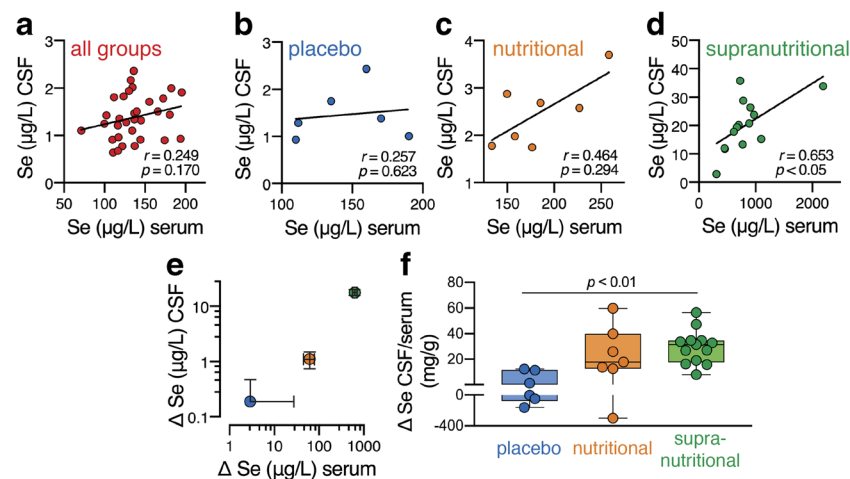 a
all groups
Se (µg/L) CSF
3
2
1
0
50
100
150
200
Se (µg/L) serum
r = 0.249
p = 0.170
b
placebo
Se (µg/L) CSF
3
2
1
0
100
150
200
Se (µg/L) serum
r = 0.257
p = 0.623
c
nutritional
Se (µg/L) CSF
4
3
2
1
150
200
250
Se (µg/L) serum
r = 0.464
p = 0.294
d
supranutritional
Se (µg/L) CSF
50
40
30
20
10
0
0
1000
2000
Se (µg/L) serum
r = 0.653
p < 0.05
e
Δ Se (µg/L) CSF
10
1
0.1
1
10
100
1000
Δ Se (µg/L) serum
f
Δ Se CSF/serum
(mg/g)
80
60
40
20
0
-400
p < 0.01
placebo
nutritional
supra-
nutritional